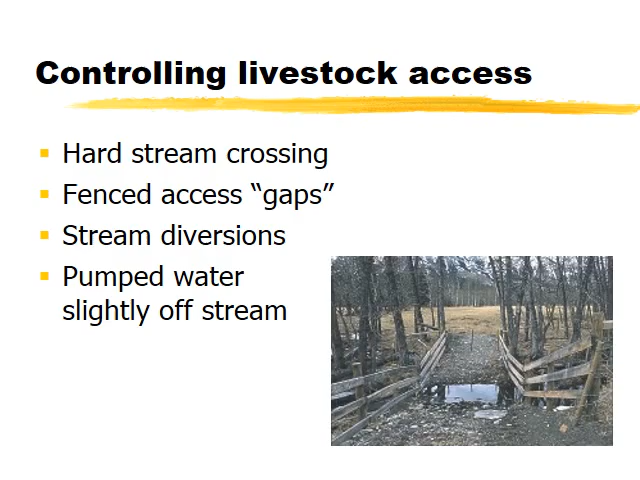 Controlling livestock access
Hard stream crossing
Fenced access “gaps”
Stream diversions
Pumped water
slightly off stream